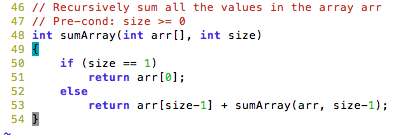 46 // Recursively sum all the values in the array arr
47 // Pre-cond: size >= 0
48 int sumArray(int arr[], int size)
49 {
50     if (size == 1)
51         return arr[0];
52     else
53         return arr[size-1] + sumArray(arr, size-1);
54 }
~